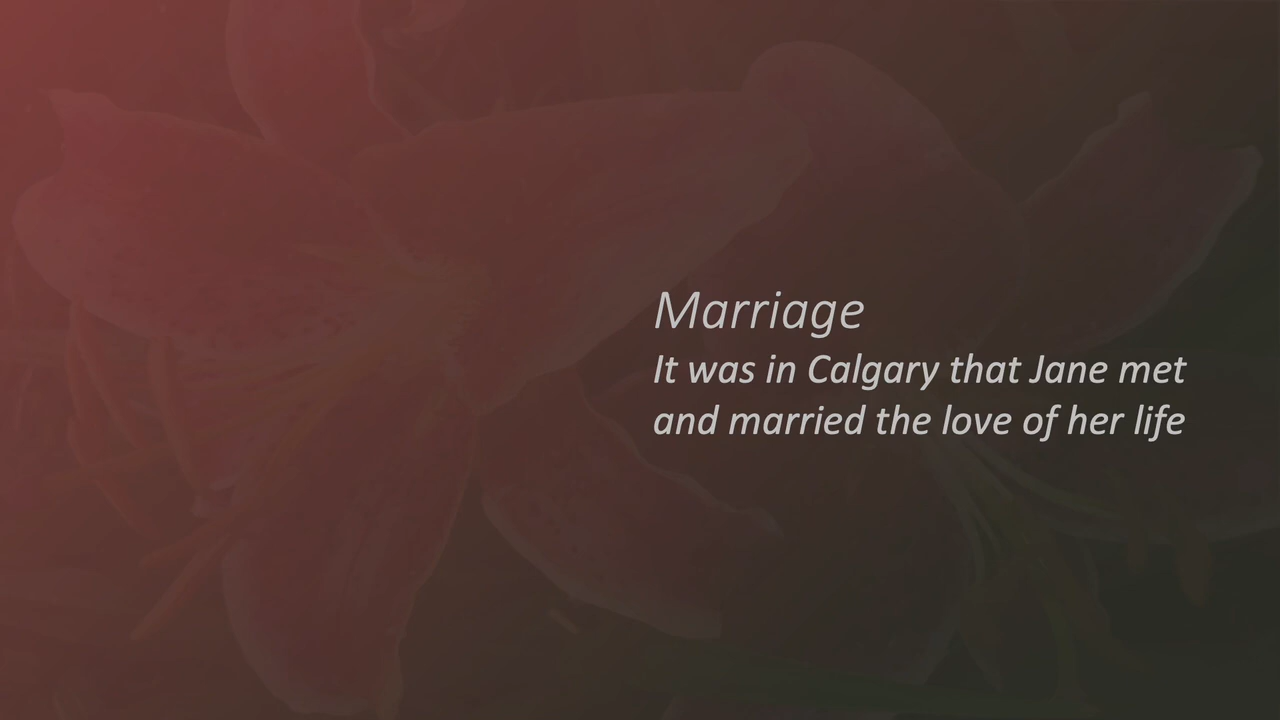 Marriage
It was in Calgary that Jane met
and married the love of her life